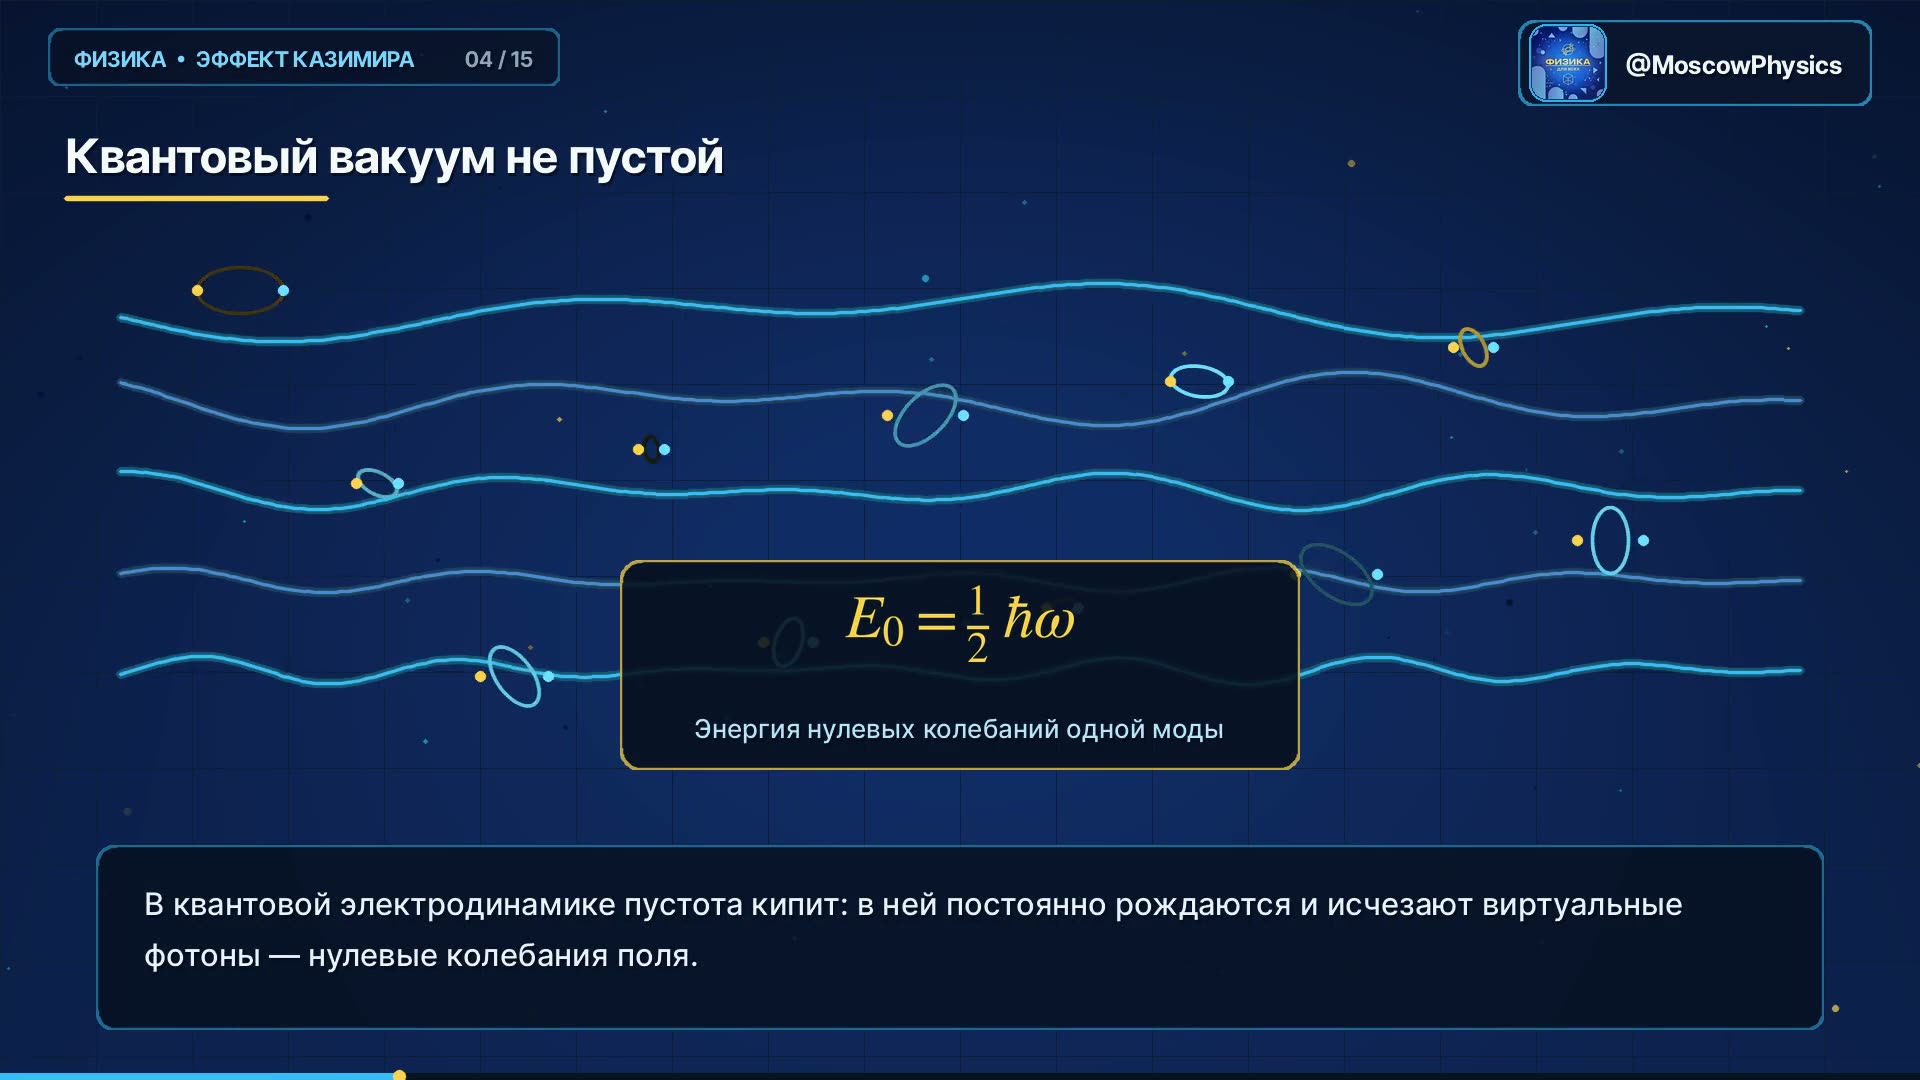 ФИЗИКА • ЭФФЕКТ КАЗИМИРА 04 / 15
ФИЗИКА
@MoscowPhysics
Квантовый вакуум не пустой
E₀ = 1/2 ħω
Энергия нулевых колебаний одной моды
В квантовой электродинамике пустота кипит: в ней постоянно рождаются и исчезают виртуальные
фотоны — нулевые колебания поля.